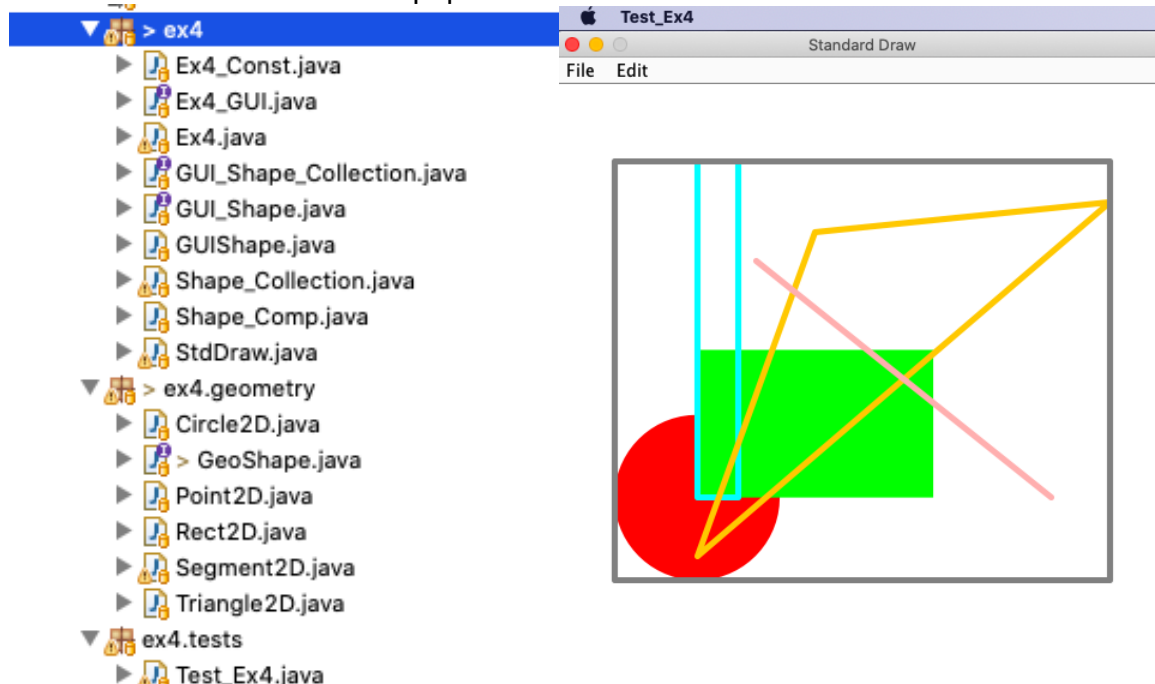 > ex4
Ex4_Const.java
Ex4_GUI.java
Ex4.java
GUI_Shape_Collection.java
GUI_Shape.java
GUIShape.java
Shape_Collection.java
Shape_Comp.java
StdDraw.java
> ex4.geometry
Circle2D.java
> GeoShape.java
Point2D.java
Rect2D.java
Segment2D.java
Triangle2D.java
ex4.tests
Test_Ex4.java
Test_Ex4
Standard Draw
File Edit